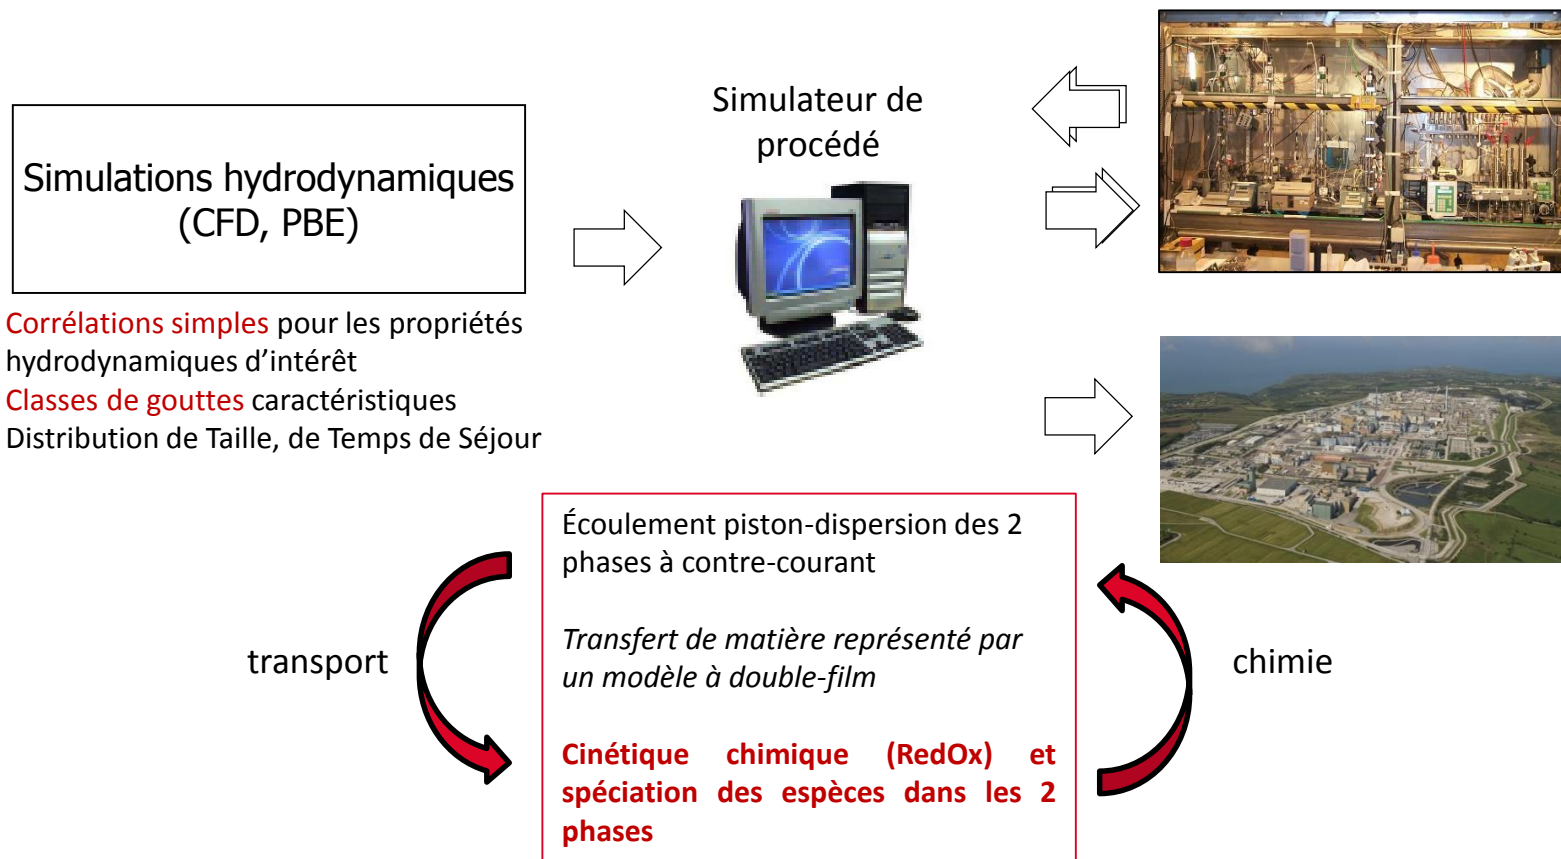 Simulateur de
procédé
Simulations hydrodynamiques
(CFD, PBE)
Corrélations simples pour les propriétés
hydrodynamiques d’intérêt
Classes de gouttes caractéristiques
Distribution de Taille, de Temps de Séjour
Écoulement piston-dispersion des 2
phases à contre-courant
transport
Transfert de matière représenté par
un modèle à double-film
chimie
Cinétique chimique (RedOx) et
spéciation des espèces dans les 2
phases